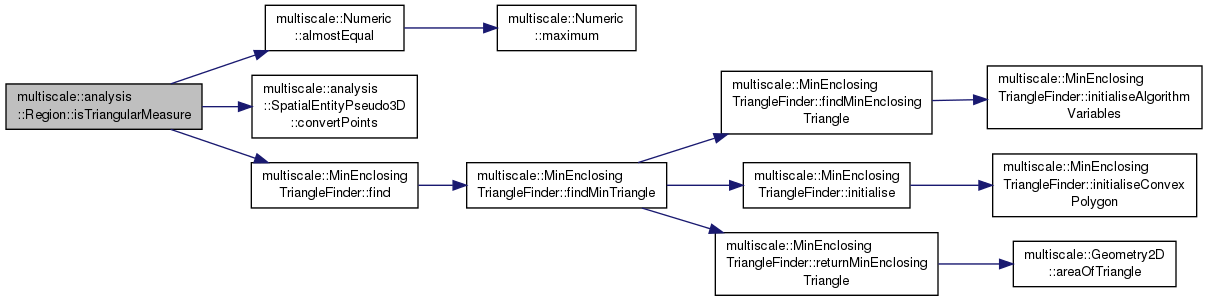 multiscale::Numeric
::almostEqual
multiscale::Numeric
::maximum
multiscale::analysis
::Region::isTriangularMeasure
multiscale::analysis
::SpatialEntityPseudo3D
::convertPoints
multiscale::MinEnclosing
TriangleFinder::find
multiscale::MinEnclosing
TriangleFinder::findMinTriangle
multiscale::MinEnclosing
TriangleFinder::findMinEnclosing
Triangle
multiscale::MinEnclosing
TriangleFinder::initialiseAlgorithm
Variables
multiscale::MinEnclosing
TriangleFinder::initialise
multiscale::MinEnclosing
TriangleFinder::initialiseConvex
Polygon
multiscale::MinEnclosing
TriangleFinder::returnMinEnclosing
Triangle
multiscale::Geometry2D
::areaOfTriangle